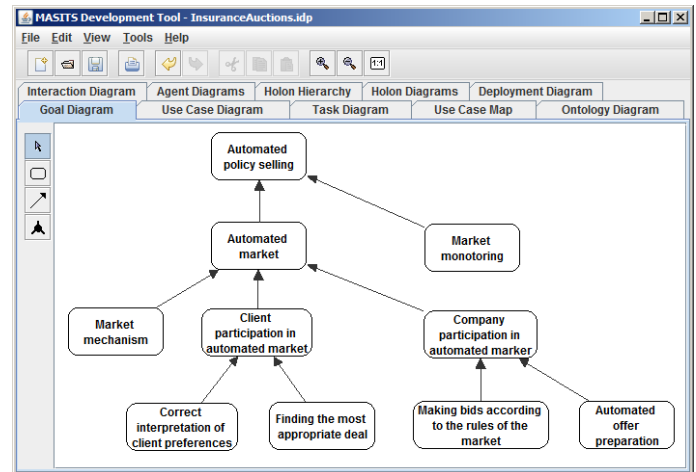 MASITS Development Tool - InsuranceAuctions.idp
File Edit View Tools Help
1:1
Interaction Diagram Agent Diagrams Holon Hierarchy Holon Diagrams Deployment Diagram
Goal Diagram Use Case Diagram Task Diagram Use Case Map Ontology Diagram
Automated
policy selling
Automated
market
Market
monotoring
Market
mechanism
Client
participation in
automated market
Company
participation in
automated marker
Correct
interpretation of
client preferences
Finding the most
appropriate deal
Making bids according
to the rules of the
market
Automated
offer
preparation